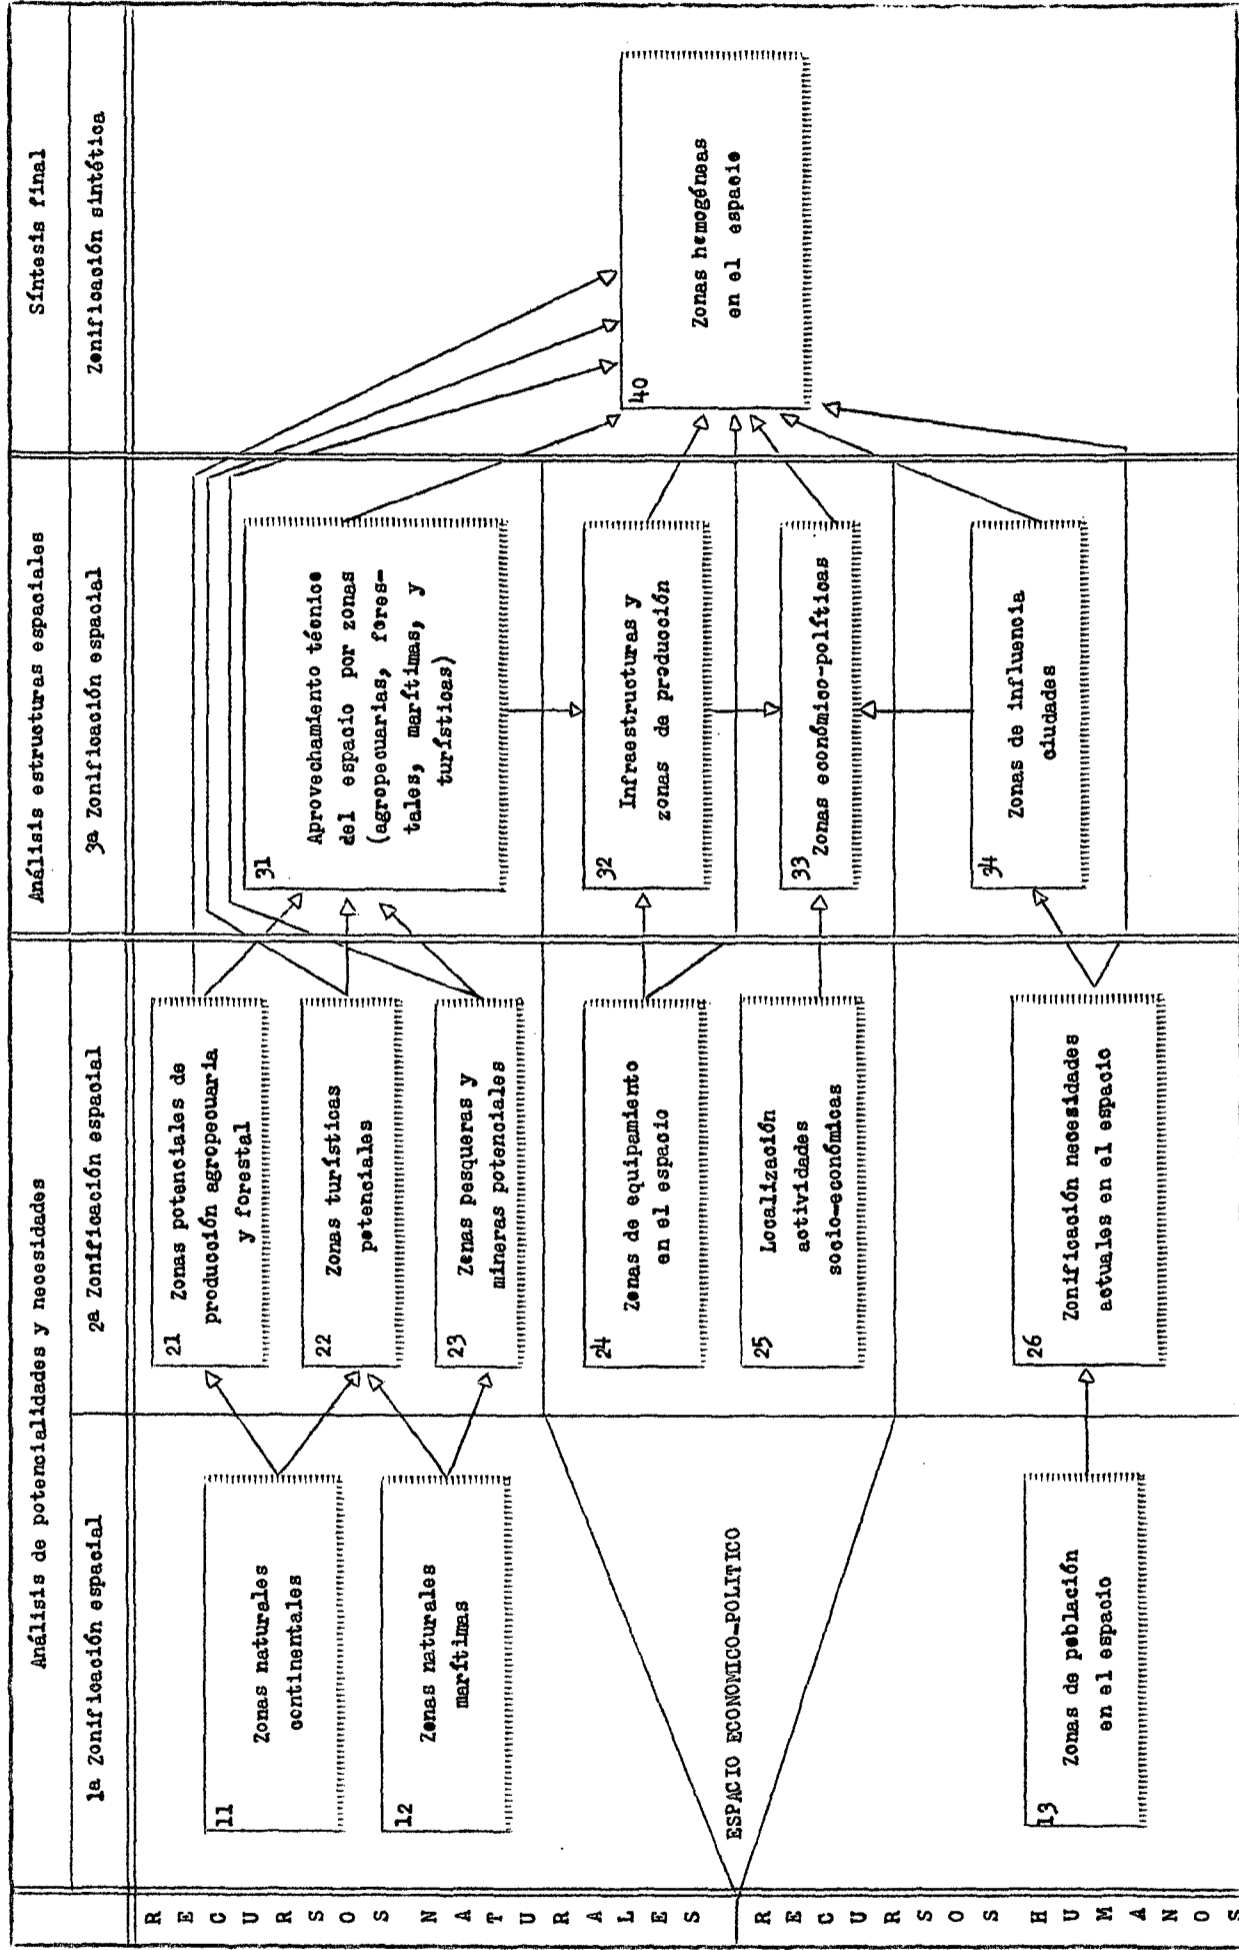 Análisis de potencialidades y necesidades
Análisis estructuras espaciales
Síntesis final
1a Zonificación espacial
2a Zonificación espacial
3a Zonificación espacial
Zonificación sintética
RECURSOS NATURALES
RECURSOS HUMANOS
11
Zonas naturales
continentales
12
Zonas naturales
marítimas
ESPACIO ECONOMICO-POLITICO
13
Zonas de población
en el espacio
21
Zonas potenciales de
producción agropecuaria
y forestal
22
Zonas turísticas
potenciales
23
Zonas pesqueras y
mineras potenciales
24
Zonas de equipamiento
en el espacio
25
Localización
actividades
socio-económicas
26
Zonificación necesidades
actuales en el espacio
31
Aprovechamiento técnico
del espacio por zonas
(agropecuarias, fores-
tales, marítimas, y
turísticas)
32
Infraestructuras y
zonas de producción
33
Zonas económico-políticas
34
Zonas de influencia
ciudades
40
Zonas hemogéneas
en el espacio